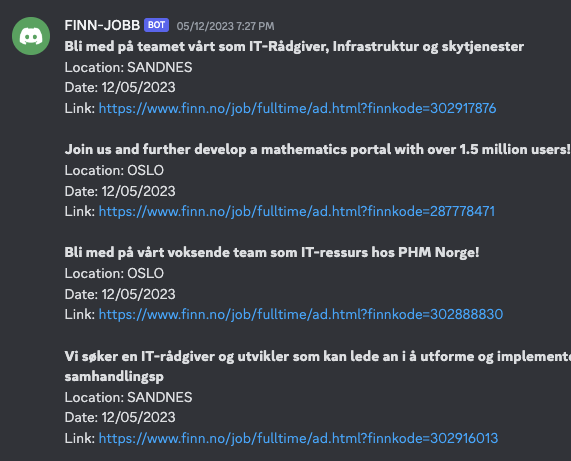 FINN-JOBB BOT 05/12/2023 7:27 PM
Bli med på teamet vårt som IT-Rådgiver, Infrastruktur og skytjenester
Location: SANDNES
Date: 12/05/2023
Link: https://www.finn.no/job/fulltime/ad.html?finnkode=302917876
Join us and further develop a mathematics portal with over 1.5 million users!
Location: OSLO
Date: 12/05/2023
Link: https://www.finn.no/job/fulltime/ad.html?finnkode=287778471
Bli med på vårt voksende team som IT-ressurs hos PHM Norge!
Location: OSLO
Date: 12/05/2023
Link: https://www.finn.no/job/fulltime/ad.html?finnkode=302888830
Vi søker en IT-rådgiver og utvikler som kan lede an i å utforme og implemente
samhandlingsp
Location: SANDNES
Date: 12/05/2023
Link: https://www.finn.no/job/fulltime/ad.html?finnkode=302916013